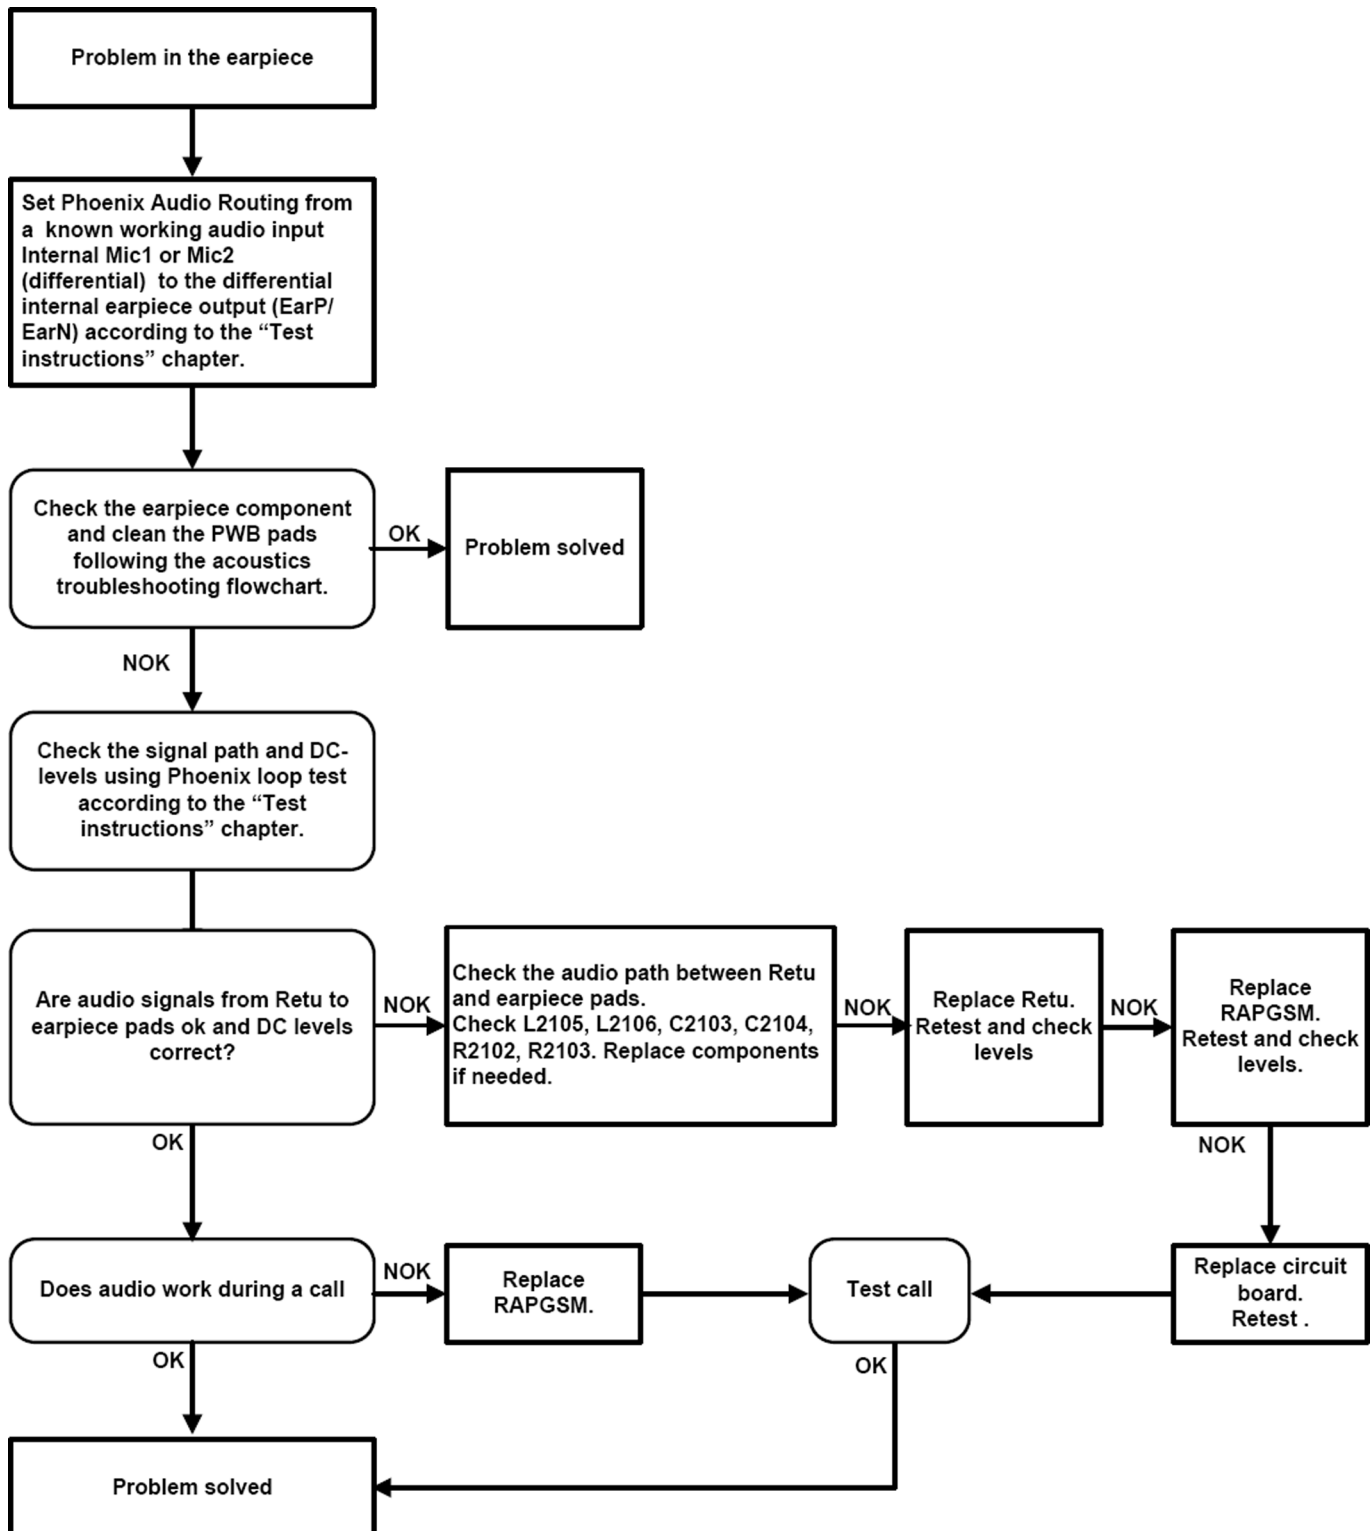 Problem in the earpiece
Set Phoenix Audio Routing from
a known working audio input
Internal Mic1 or Mic2
(differential) to the differential
internal earpiece output (EarP/
EarN) according to the “Test
instructions” chapter.
Check the earpiece component
and clean the PWB pads
following the acoustics
troubleshooting flowchart.
OK
Problem solved
NOK
Check the signal path and DC-
levels using Phoenix loop test
according to the “Test
instructions” chapter.
Are audio signals from Retu to
earpiece pads ok and DC levels
correct?
NOK
Check the audio path between Retu
and earpiece pads.
Check L2105, L2106, C2103, C2104,
R2102, R2103. Replace components
if needed.
NOK
Replace Retu.
Retest and check
levels
NOK
Replace
RAPGSM.
Retest and check
levels.
OK
NOK
Does audio work during a call
NOK
Replace
RAPGSM.
Test call
Replace circuit
board.
Retest .
OK
OK
Problem solved